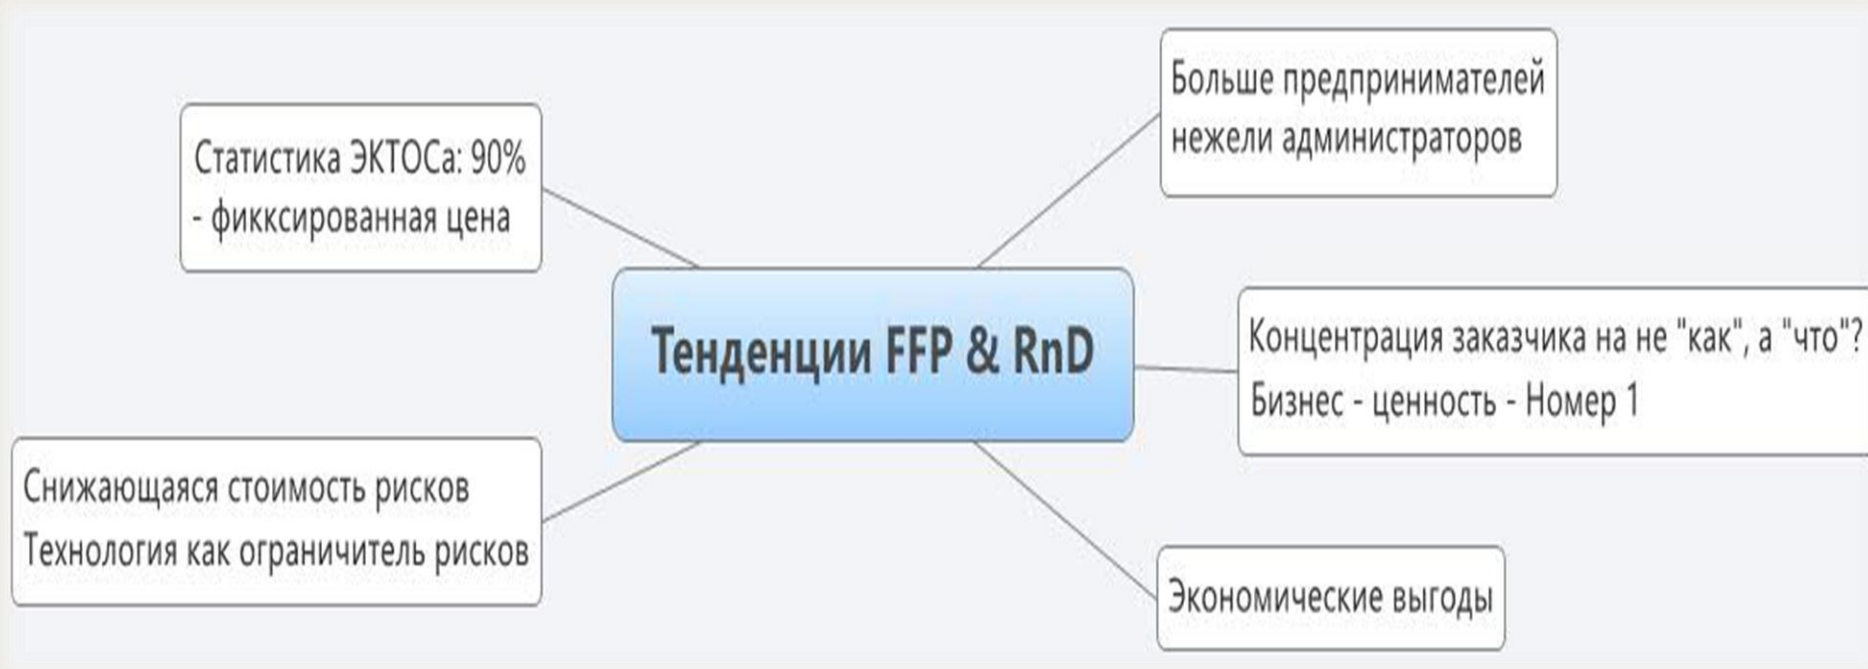 Больше предпринимателей
нежели администраторов
Статистика ЭКТОСа: 90%
- фикксированная цена
Тенденции FFP & RnD
Концентрация заказчика на не "как", а "что"?
Бизнес - ценность - Номер 1
Снижающаяся стоимость рисков
Технология как ограничитель рисков
Экономические выгоды